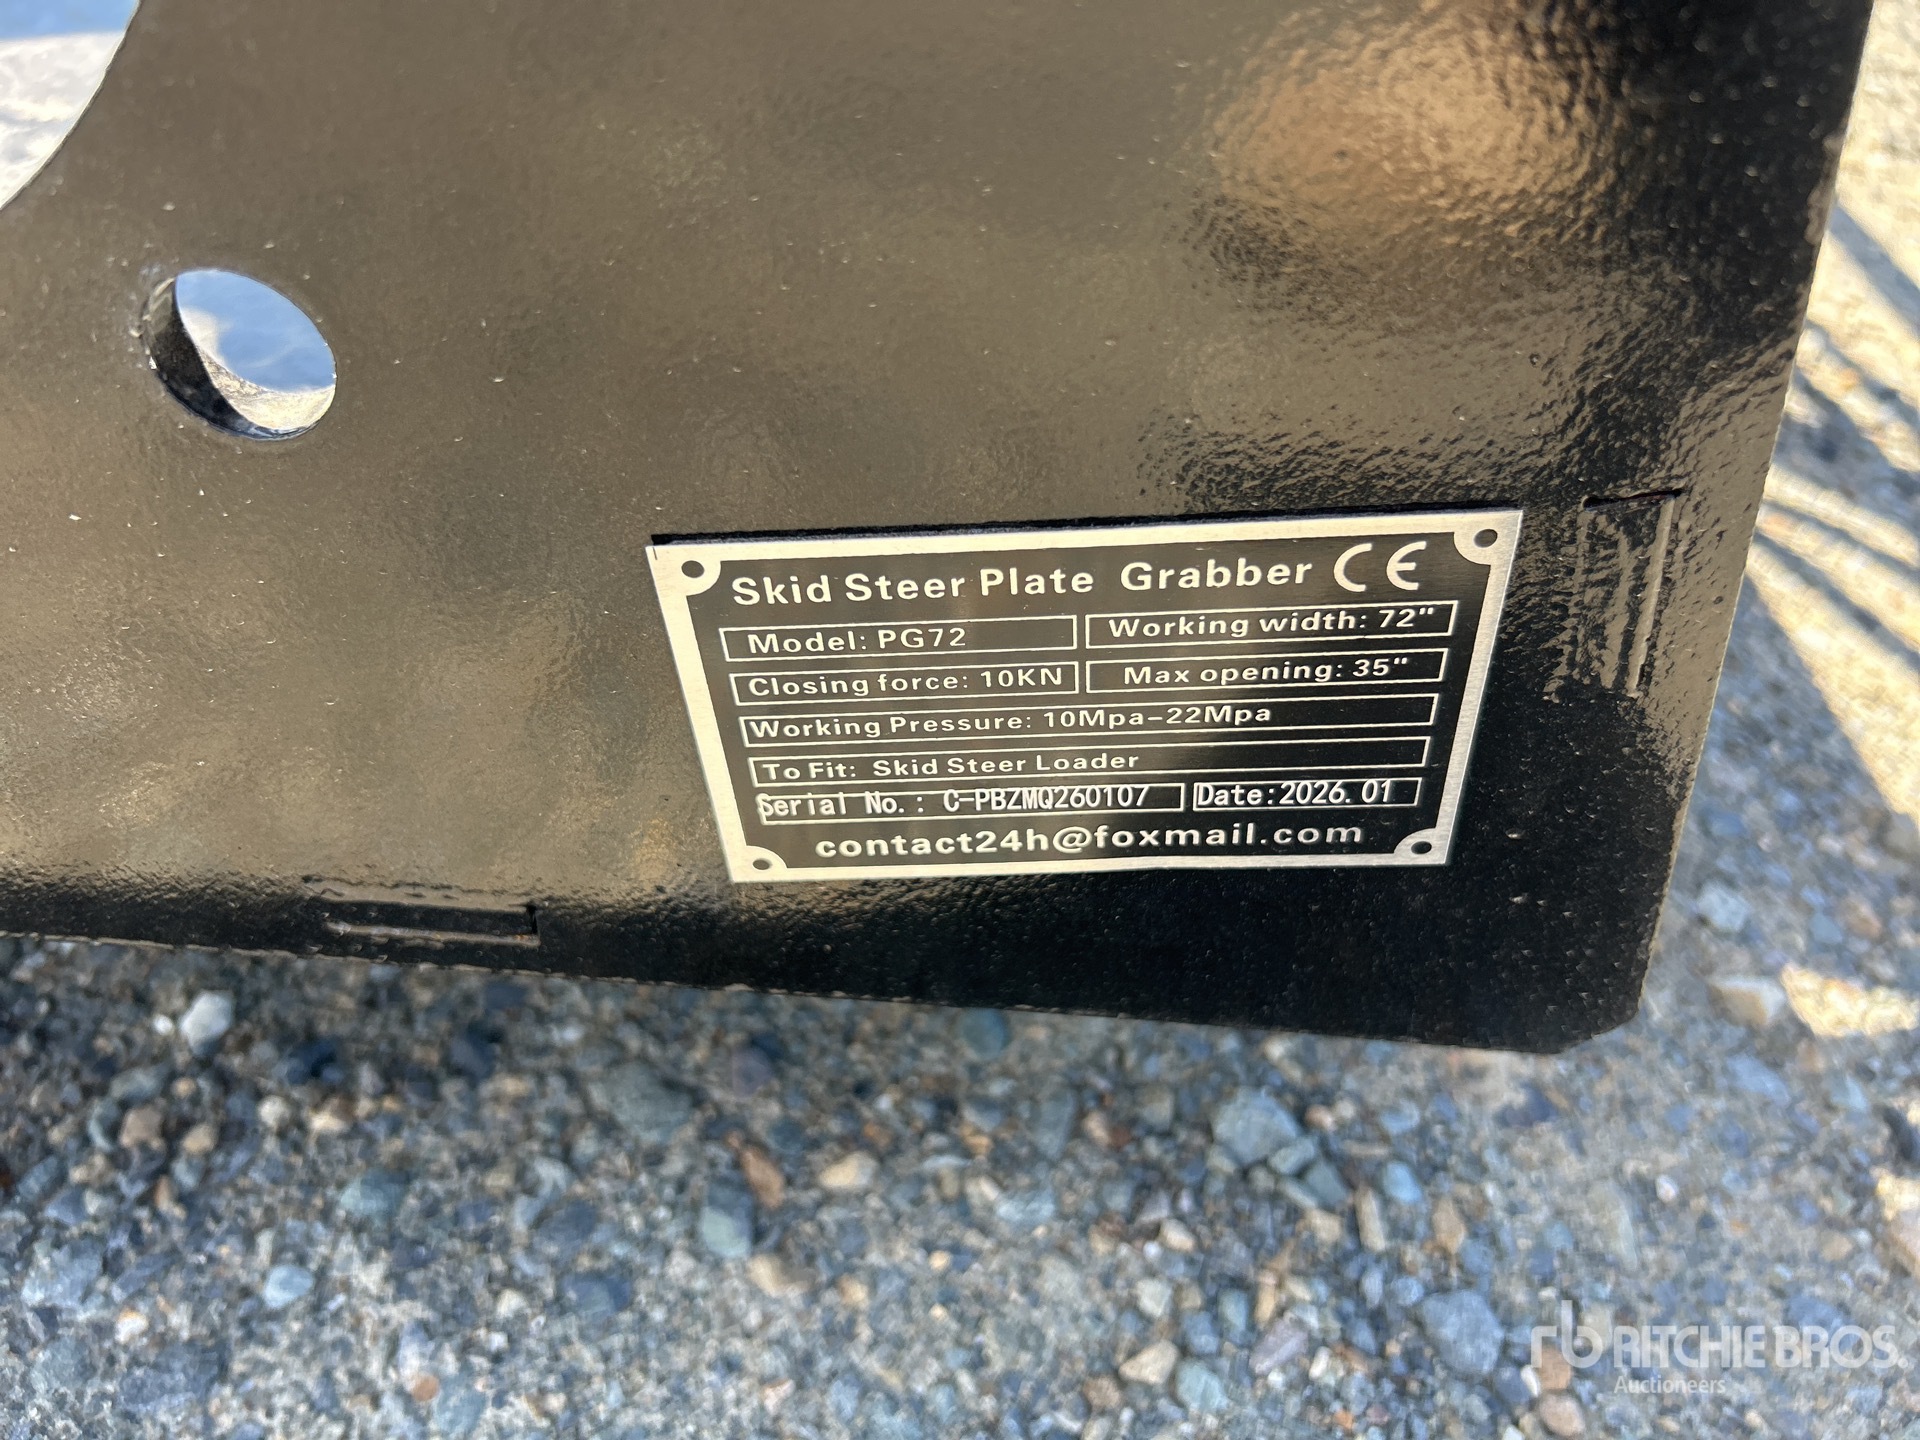 Skid Steer Plate Grabber CE
Model: PG72
Working width: 72"
Closing force: 10KN
Max opening: 35"
Working Pressure: 10Mpa-22Mpa
To Fit: Skid Steer Loader
Serial No.: C-PBZMQ260107
Date:2026.01
contact24h@foxmail.com
rb RITCHIE BROS.
Auctioneers